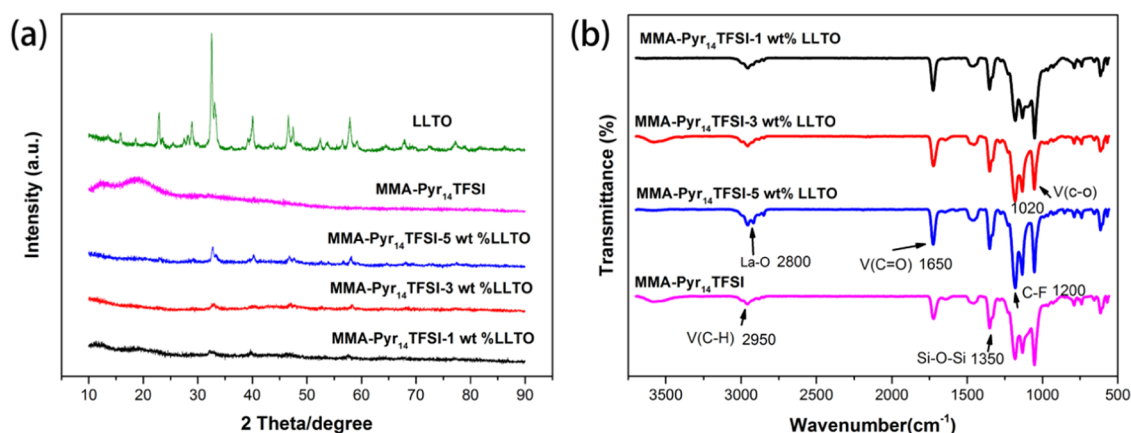 (a)
Intensity (a.u.)
LLTO
MMA-Pyr₁₄TFSI
MMA-Pyr₁₄TFSI-5 wt %LLTO
MMA-Pyr₁₄TFSI-3 wt %LLTO
MMA-Pyr₁₄TFSI-1 wt %LLTO
10 20 30 40 50 60 70 80 90
2 Theta/degree
(b)
Transmittance (%)
MMA-Pyr₁₄TFSI-1 wt% LLTO
MMA-Pyr₁₄TFSI-3 wt% LLTO
V(c-o)
1020
MMA-Pyr₁₄TFSI-5 wt% LLTO
La-O 2800
V(C=O) 1650
C-F 1200
MMA-Pyr₁₄TFSI
V(C-H) 2950
Si-O-Si 1350
3500 3000 2500 2000 1500 1000 500
Wavenumber(cm⁻¹)